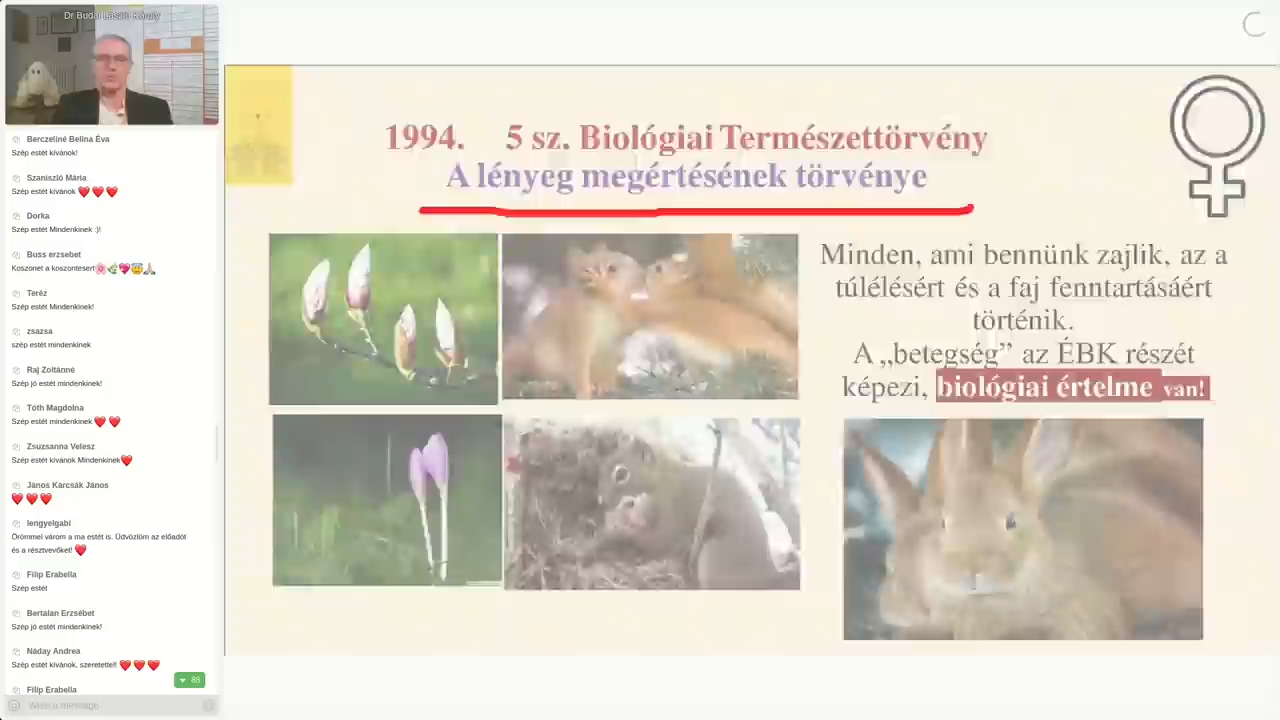 Dr Budai László Károly
Berczeliné Belina Éva
Szép estét kívánok!
Szaniszló Mária
Szép estét kívánok ❤️❤️❤️
Dorka
Szép estét Mindenkinek :)!
Buss erzsebet
Koszonet a koszontesert🌸🌿💖😇🙏
Teréz
Szép estét Mindenkinek!
zsazsa
szép estét mindenkinek
Raj Zoltánné
Szép jó estét mindenkinek!
Tóth Magdolna
Szép estét mindenkinek ❤️❤️
Zsuzsanna Velesz
Szép estét kívánok Mindenkinek❤️
János Karcsák János
❤️❤️❤️
lengyelgabi
Örömmel várom a ma estét is. Üdvözlöm az előadót
és a résztvevőket! ❤️
Filip Erabella
Szép estét
Bertalan Erzsébet
Szép jó estét mindenkinek!
Náday Andrea
Szép estét kívánok, szeretettel! ❤️❤️❤️
88
Filip Erabella
Write a message.
1994. 5 sz. Biológiai Természettörvény
A lényeg megértésének törvénye
Minden, ami bennünk zajlik, az a
túlélésért és a faj fenntartásáért
történik.
A „betegség” az ÉBK részét
képezi, biológiai értelme van!